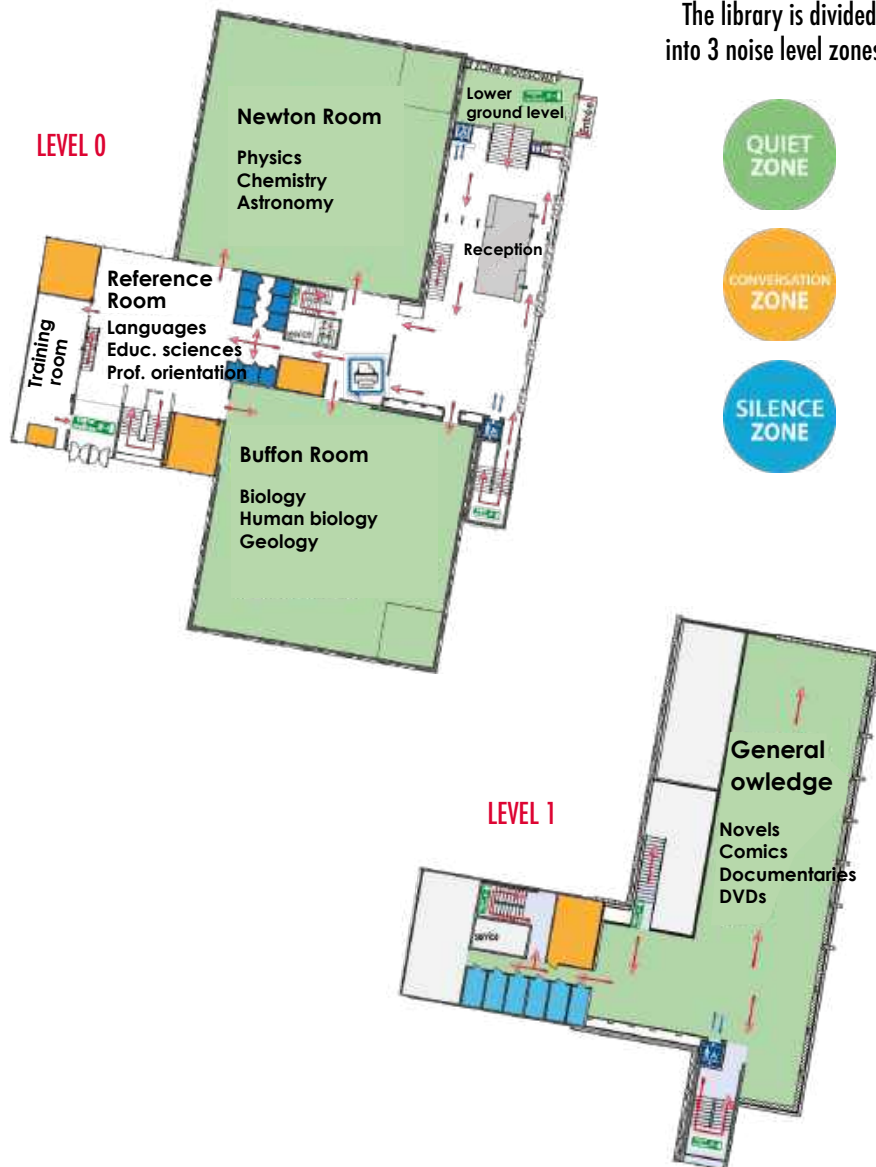 The library is divided
into 3 noise level zones
QUIET
ZONE
CONVERSATION
ZONE
SILENCE
ZONE
LEVEL 0
Newton Room
Physics
Chemistry
Astronomy
Lower
ground level
Reception
Reference
Room
Languages
Educ. sciences
Prof. orientation
Training
room
Buffon Room
Biology
Human biology
Geology
LEVEL 1
General
owledge
Novels
Comics
Documentaries
DVDs